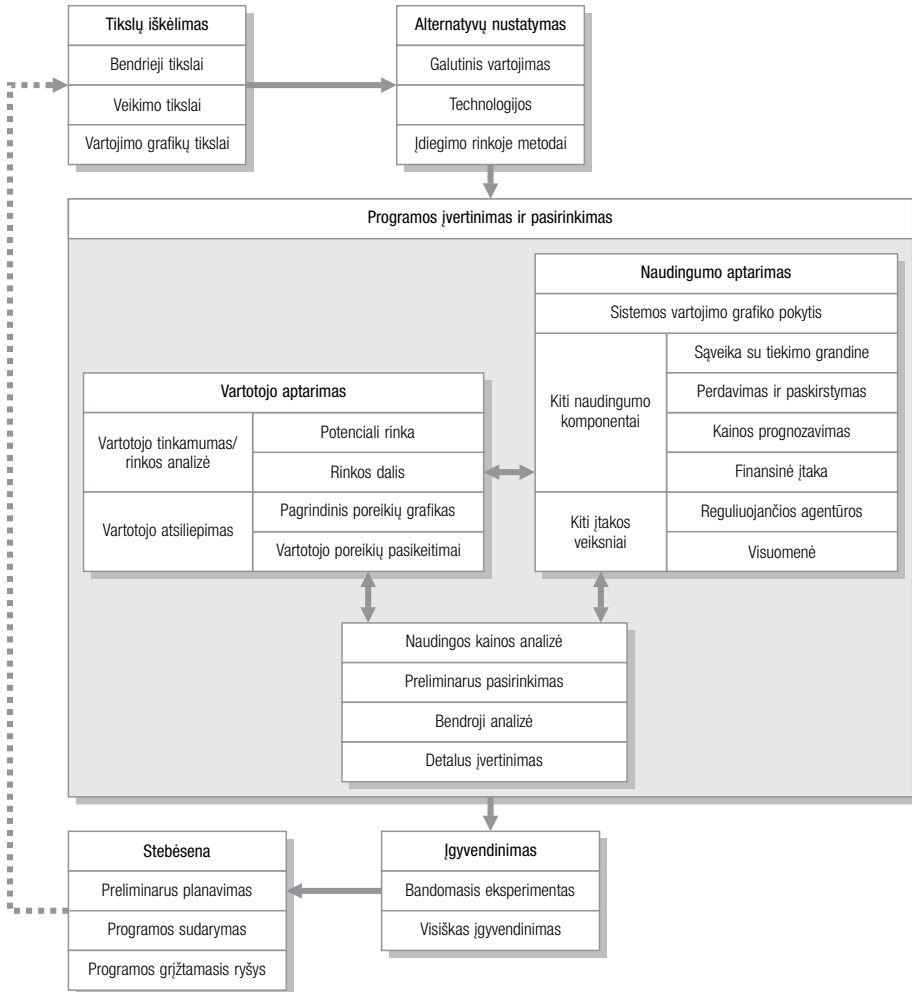 Tikslų iškėlimas
Bendrieji tikslai
Veikimo tikslai
Vartojimo grafikų tikslai
Alternatyvų nustatymas
Galutinis vartojimas
Technologijos
Įdiegimo rinkoje metodai
Programos įvertinimas ir pasirinkimas
Vartotojo aptarimas
Vartotojo tinkamumas/
rinkos analizė
Potenciali rinka
Rinkos dalis
Vartotojo atsiliepimas
Pagrindinis poreikių grafikas
Vartotojo poreikių pasikeitimai
Naudingumo aptarimas
Sistemos vartojimo grafiko pokytis
Kiti naudingumo
komponentai
Sąveika su tiekimo grandine
Perdavimas ir paskirstymas
Kainos prognozavimas
Finansinė įtaka
Kiti įtakos
veiksniai
Reguliuojančios agentūros
Visuomenė
Naudingos kainos analizė
Preliminarus pasirinkimas
Bendroji analizė
Detalus įvertinimas
Įgyvendinimas
Bandomasis eksperimentas
Visiškas įgyvendinimas
Stebėsena
Preliminarus planavimas
Programos sudarymas
Programos grįžtamasis ryšys